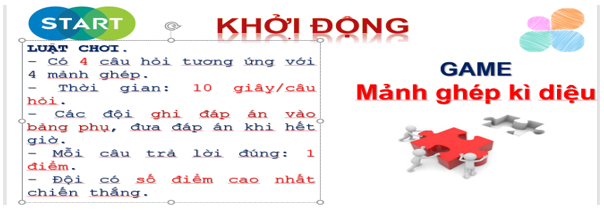 START
KHỞI ĐỘNG
LUẬT CHƠI.
– Có 4 câu hỏi tương ứng với
4 mảnh ghép.
– Thời gian: 10 giây/câu
hỏi.
– Các đội ghi đáp án vào
bảng phụ, đưa đáp án khi hết
giờ.
– Mỗi câu trả lời đúng: 1
điểm.
– Đội có số điểm cao nhất
chiến thắng.
GAME
Mảnh ghép kì diệu